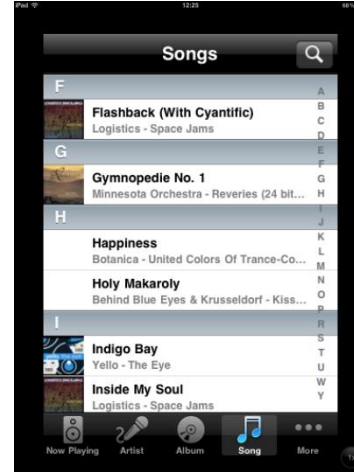 iPad
12:25
Songs
F
Flashback (With Cyantific)
Logistics - Space Jams
G
Gymnopedie No. 1
Minnesota Orchestra - Reveries (24 bit...
H
Happiness
Botanica - United Colors Of Trance-Co...
Holy Makaroly
Behind Blue Eyes & Krusseldorf - Kiss...
I
Indigo Bay
Yello - The Eye
Inside My Soul
Logistics - Space Jams
A
B
C
D
E
F
G
H
I
J
K
L
M
N
O
P
R
S
T
U
W
Y
Now Playing
Artist
Album
Song
More